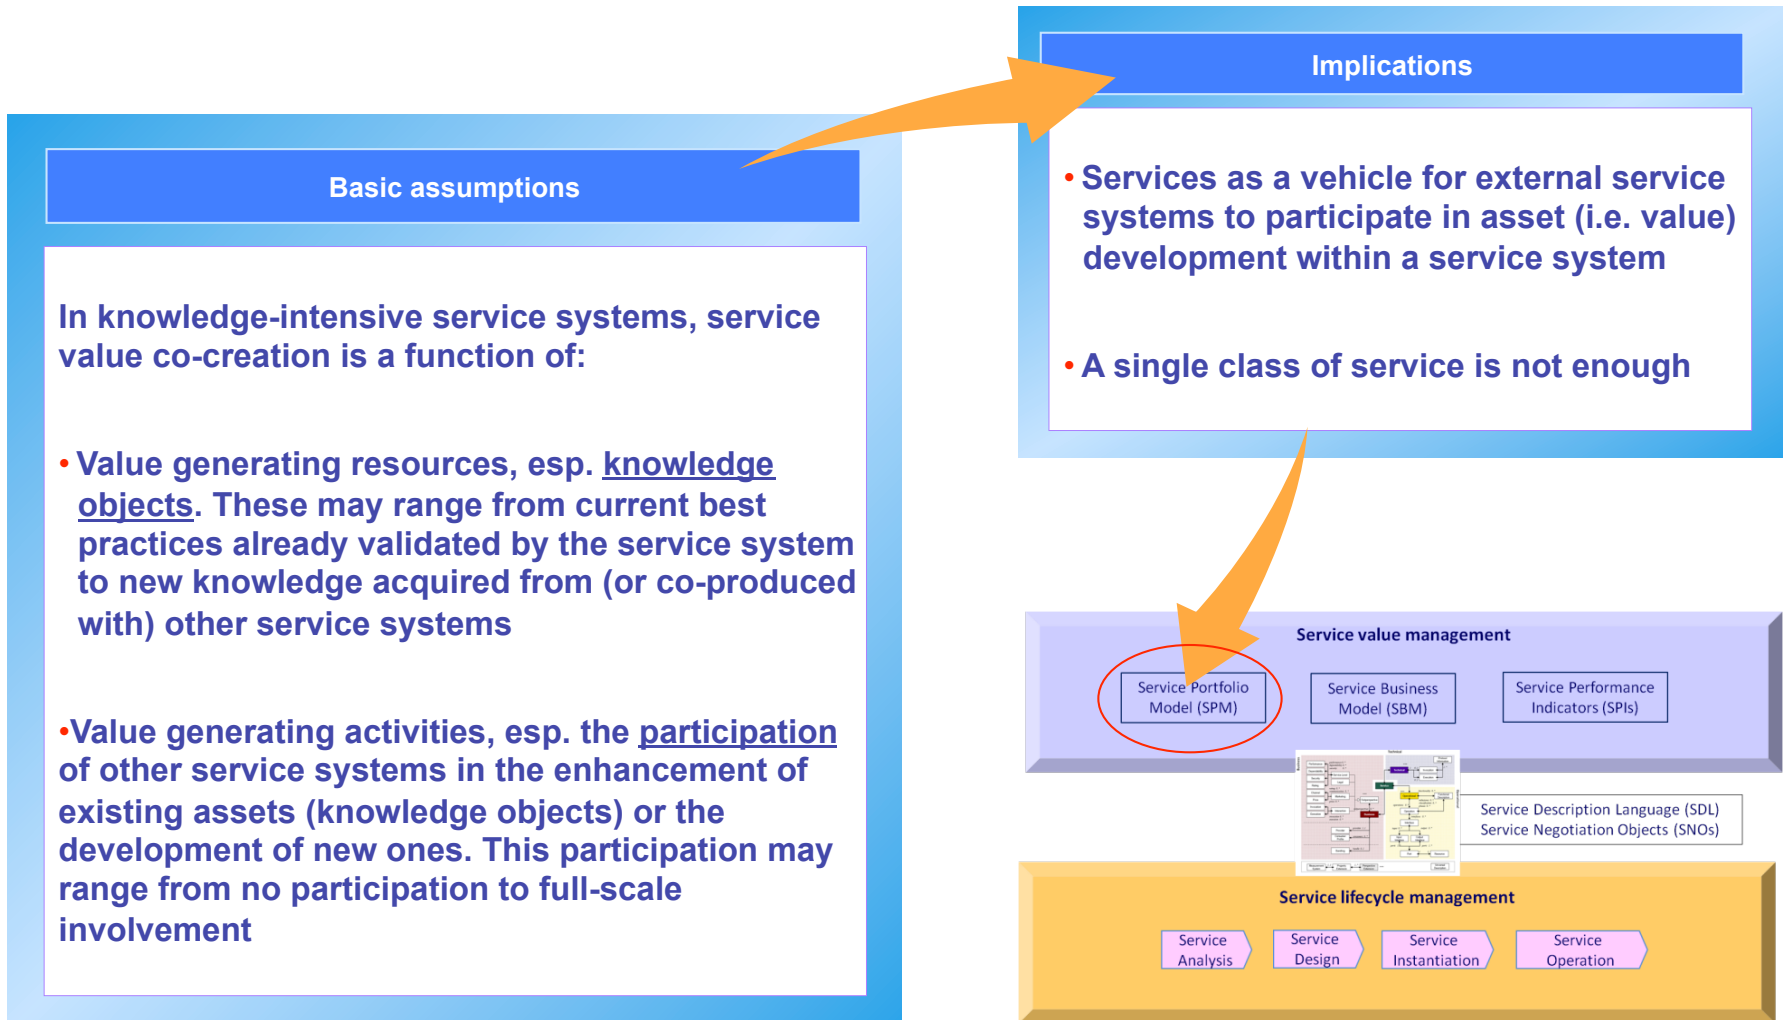 Basic assumptions
In knowledge-intensive service systems, service
value co-creation is a function of:
• Value generating resources, esp. knowledge
objects. These may range from current best
practices already validated by the service system
to new knowledge acquired from (or co-produced
with) other service systems
•Value generating activities, esp. the participation
of other service systems in the enhancement of
existing assets (knowledge objects) or the
development of new ones. This participation may
range from no participation to full-scale
involvement
Implications
• Services as a vehicle for external service
systems to participate in asset (i.e. value)
development within a service system
• A single class of service is not enough
Service value management
Service Portfolio
Model (SPM)
Service Business
Model (SBM)
Service Performance
Indicators (SPIs)
Service Description Language (SDL)
Service Negotiation Objects (SNOs)
Service lifecycle management
Service
Analysis
Service
Design
Service
Instantiation
Service
Operation